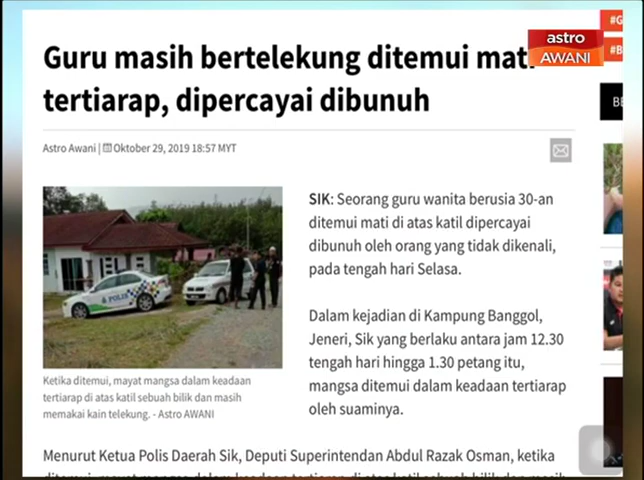 astro
AWANI
Guru masih bertelekung ditemui mati
tertiarap, dipercayai dibunuh
Astro Awani | Oktober 29, 2019 18:57 MYT
SIK: Seorang guru wanita berusia 30-an
ditemui mati di atas katil dipercayai
dibunuh oleh orang yang tidak dikenali,
pada tengah hari Selasa.
Dalam kejadian di Kampung Banggol,
Jeneri, Sik yang berlaku antara jam 12.30
tengah hari hingga 1.30 petang itu,
mangsa ditemui dalam keadaan tertiarap
oleh suaminya.
POLIS
Ketika ditemui, mayat mangsa dalam keadaan
tertiarap di atas katil sebuah bilik dan masih
memakai kain telekung. - Astro AWANI
Menurut Ketua Polis Daerah Sik, Deputi Superintendan Abdul Razak Osman, ketika